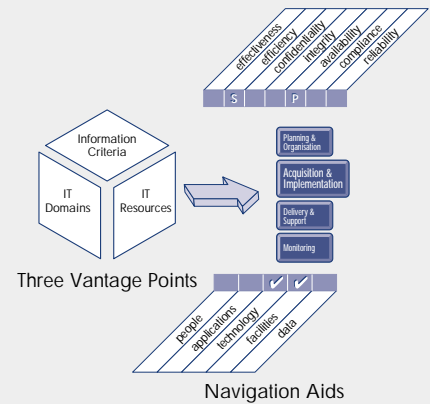 effectiveness
efficiency
confidentiality
integrity
availability
compliance
reliability
S P
Information
Criteria
IT
Domains
IT
Resources
Planning &
Organisation
Acquisition &
Implementation
Delivery &
Support
Monitoring
Three Vantage Points
✓ ✓
people
applications
technology
facilities
data
Navigation Aids